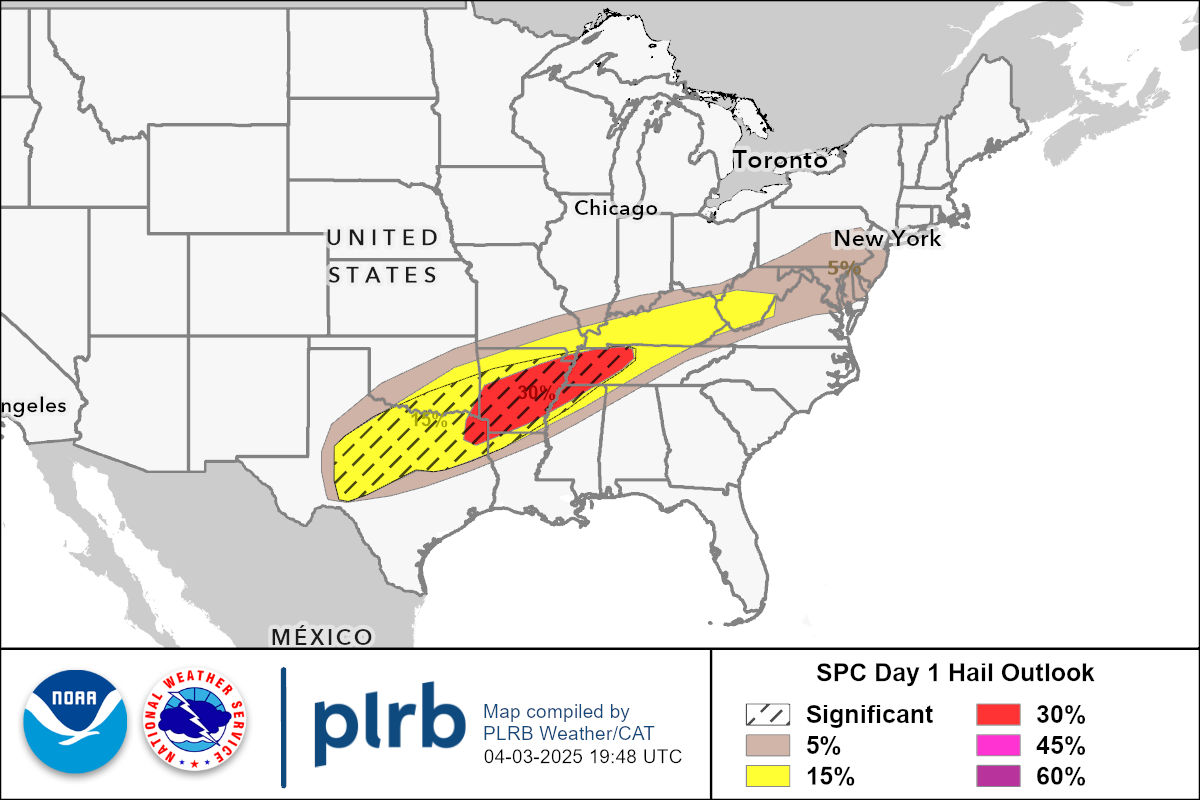 Toronto
Chicago
UNITED
STATES
New York
5%
ngeles
30%
15%
MÉXICO
NOAA
NATIONAL WEATHER SERVICE
plrb
Map compiled by
PLRB Weather/CAT
04-03-2025 19:48 UTC
SPC Day 1 Hail Outlook
Significant
5%
15%
30%
45%
60%